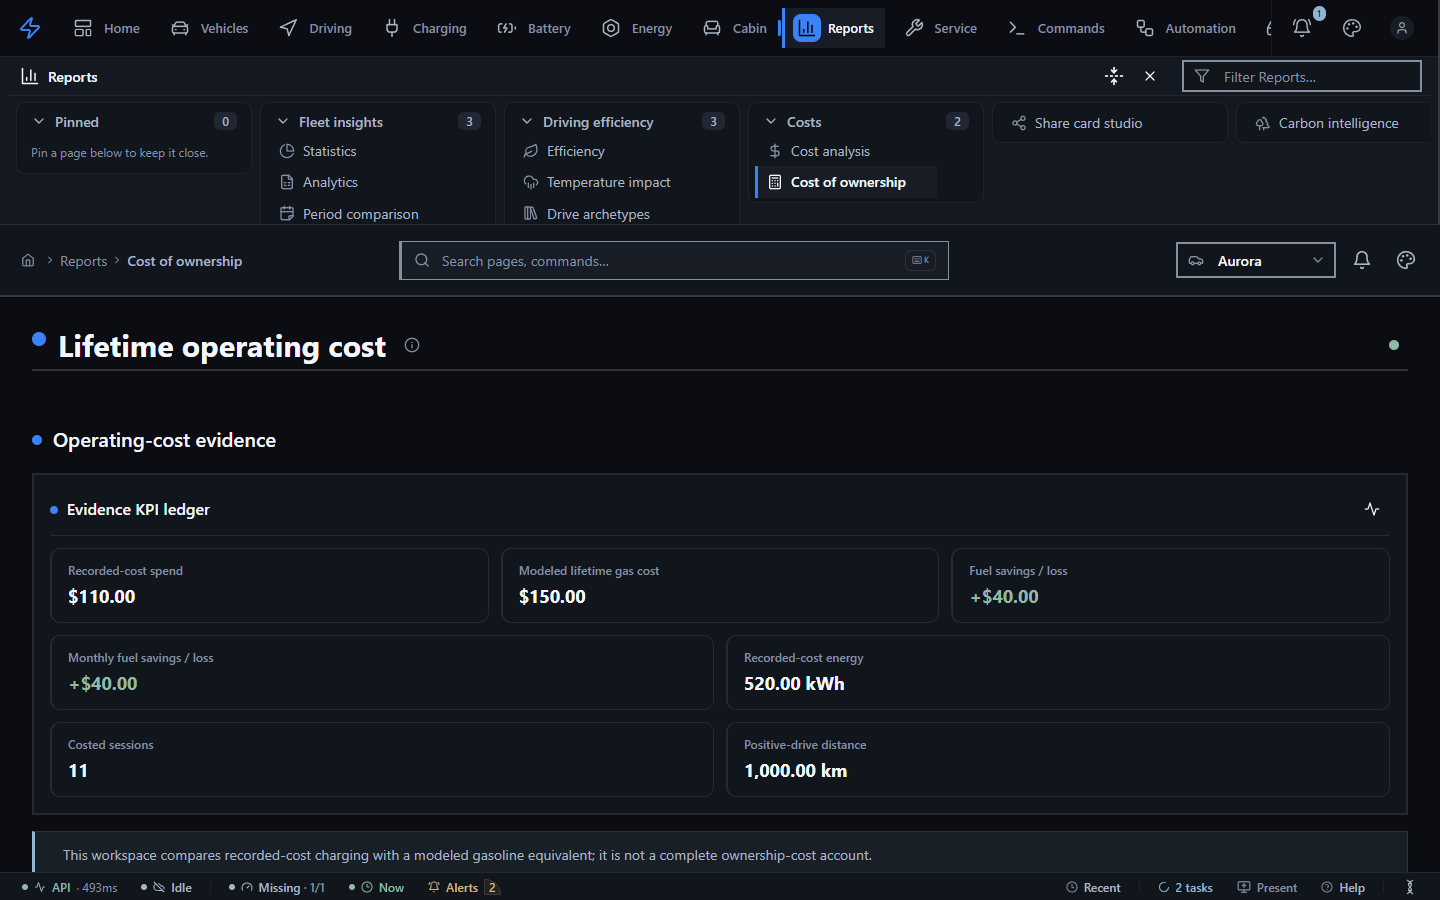 Home
Vehicles
Driving
Charging
Battery
Energy
Cabin
Reports
Service
Commands
Automation
1
Reports
Filter Reports...
Pinned
0
Pin a page below to keep it close.
Fleet insights
3
Statistics
Analytics
Period comparison
Driving efficiency
3
Efficiency
Temperature impact
Drive archetypes
Costs
2
Cost analysis
Cost of ownership
Share card studio
Carbon intelligence
Reports
Cost of ownership
Search pages, commands...
K
Aurora
Lifetime operating cost
Operating-cost evidence
Evidence KPI ledger
Recorded-cost spend
$110.00
Modeled lifetime gas cost
$150.00
Fuel savings / loss
+$40.00
Monthly fuel savings / loss
+$40.00
Recorded-cost energy
520.00 kWh
Costed sessions
11
Positive-drive distance
1,000.00 km
This workspace compares recorded-cost charging with a modeled gasoline equivalent; it is not a complete ownership-cost account.
API · 493ms
Idle
Missing · 1/1
Now
Alerts 2
Recent
2 tasks
Present
Help